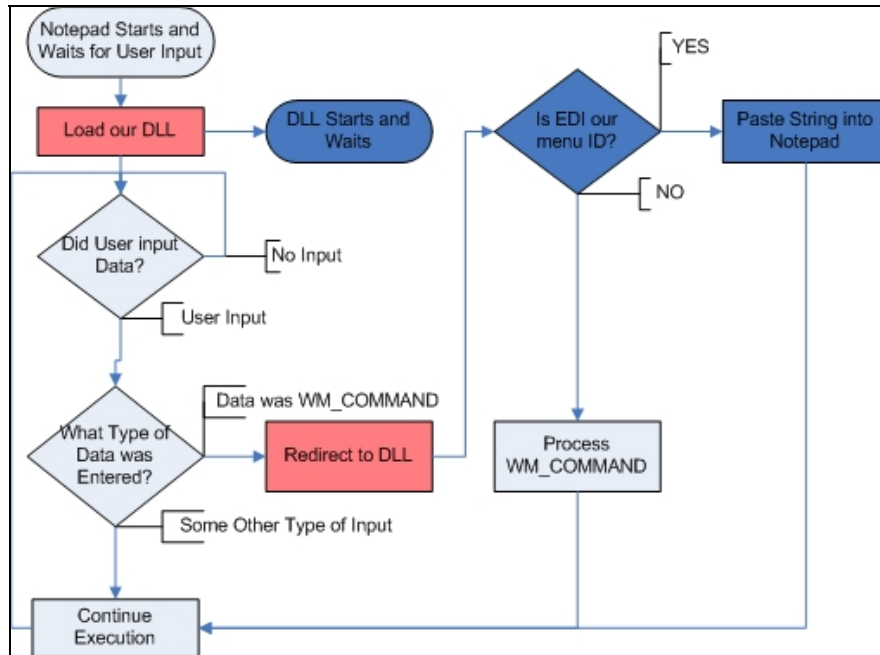 Notepad Starts and
Waits for User Input
Load our DLL
DLL Starts and
Waits
Did User input
Data?
No Input
User Input
What Type of
Data was
Entered?
Data was WM_COMMAND
Redirect to DLL
Some Other Type of Input
Continue
Execution
Is EDI our
menu ID?
YES
NO
Paste String into
Notepad
Process
WM_COMMAND